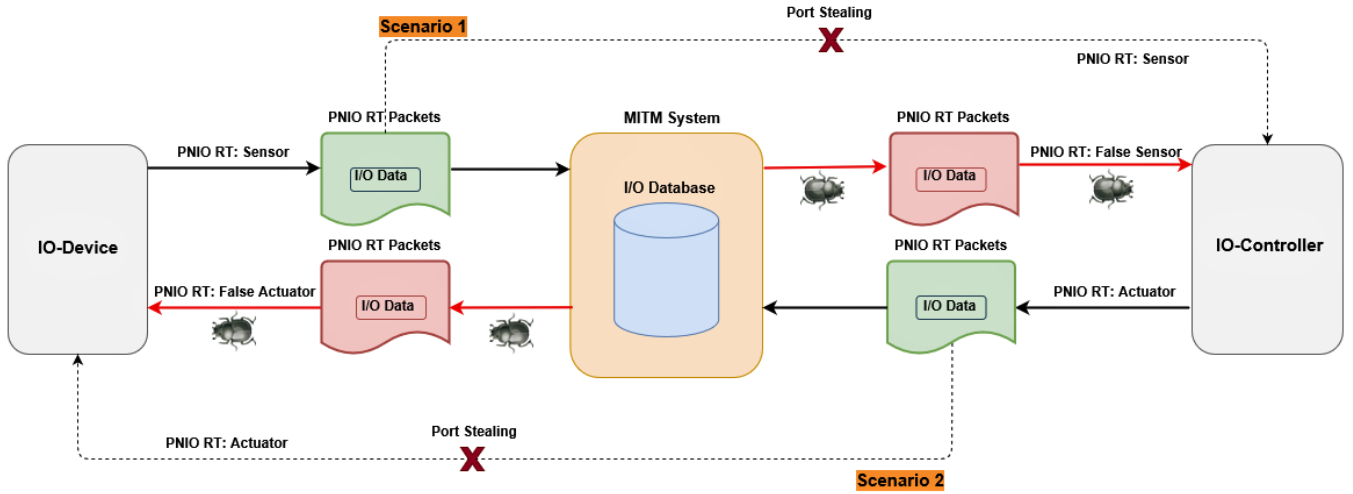 Port Stealing
Scenario 1
PNIO RT: Sensor
PNIO RT Packets
MITM System
PNIO RT Packets
PNIO RT: Sensor
I/O Data
I/O Database
I/O Data
PNIO RT: False Sensor
IO-Device
PNIO RT Packets
PNIO RT Packets
IO-Controller
PNIO RT: False Actuator
I/O Data
I/O Data
PNIO RT: Actuator
PNIO RT: Actuator
Port Stealing
Scenario 2